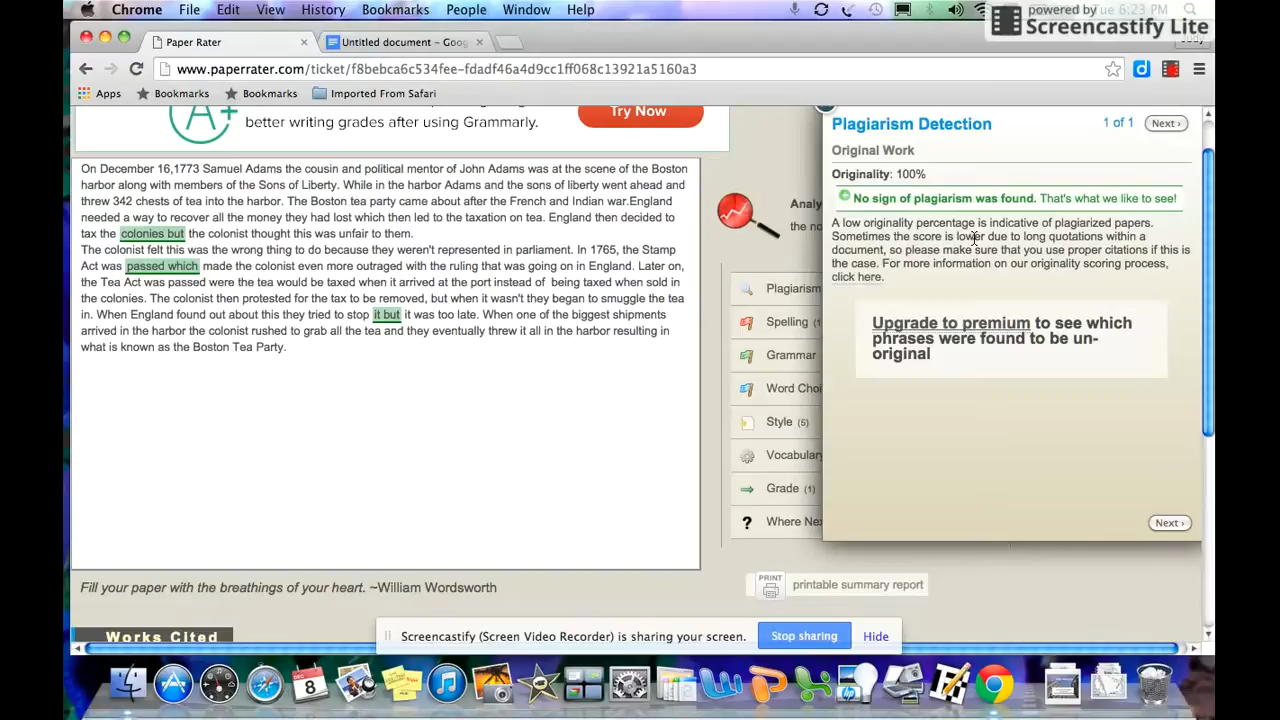 Chrome File Edit View History Bookmarks People Window Help
Tue 6:23 PM
powered by
Screencastify Lite
Paper Rater
Untitled document – Goog
www.paperrater.com/ticket/f8bebca6c534fee-fdadf46a4d9cc1ff068c13921a5160a3
Apps Bookmarks Bookmarks Imported From Safari
A+
better writing grades after using Grammarly.
Try Now
On December 16,1773 Samuel Adams the cousin and political mentor of John Adams was at the scene of the Boston
harbor along with members of the Sons of Liberty. While in the harbor Adams and the sons of liberty went ahead and
threw 342 chests of tea into the harbor. The Boston tea party came about after the French and Indian war.England
needed a way to recover all the money they had lost which then led to the taxation on tea. England then decided to
tax the colonies but the colonist thought this was unfair to them.
The colonist felt this was the wrong thing to do because they weren't represented in parliament. In 1765, the Stamp
Act was passed which made the colonist even more outraged with the ruling that was going on in England. Later on,
the Tea Act was passed were the tea would be taxed when it arrived at the port instead of being taxed when sold in
the colonies. The colonist then protested for the tax to be removed, but when it wasn't they began to smuggle the tea
in. When England found out about this they tried to stop it but it was too late. When one of the biggest shipments
arrived in the harbor the colonist rushed to grab all the tea and they eventually threw it all in the harbor resulting in
what is known as the Boston Tea Party.
Fill your paper with the breathings of your heart. ~William Wordsworth
Works Cited
Analy
the no
Plagiarism
Spelling (1
Grammar
Word Choi
Style (5)
Vocabulary
Grade (1)
? Where Nex
PRINT
printable summary report
Plagiarism Detection
1 of 1 Next ›
Original Work
Originality: 100%
No sign of plagiarism was found. That's what we like to see!
A low originality percentage is indicative of plagiarized papers.
Sometimes the score is lower due to long quotations within a
document, so please make sure that you use proper citations if this is
the case. For more information on our originality scoring process,
click here.
Upgrade to premium to see which
phrases were found to be un-
original
Next ›
Screencastify (Screen Video Recorder) is sharing your screen. Stop sharing Hide
DEC
8